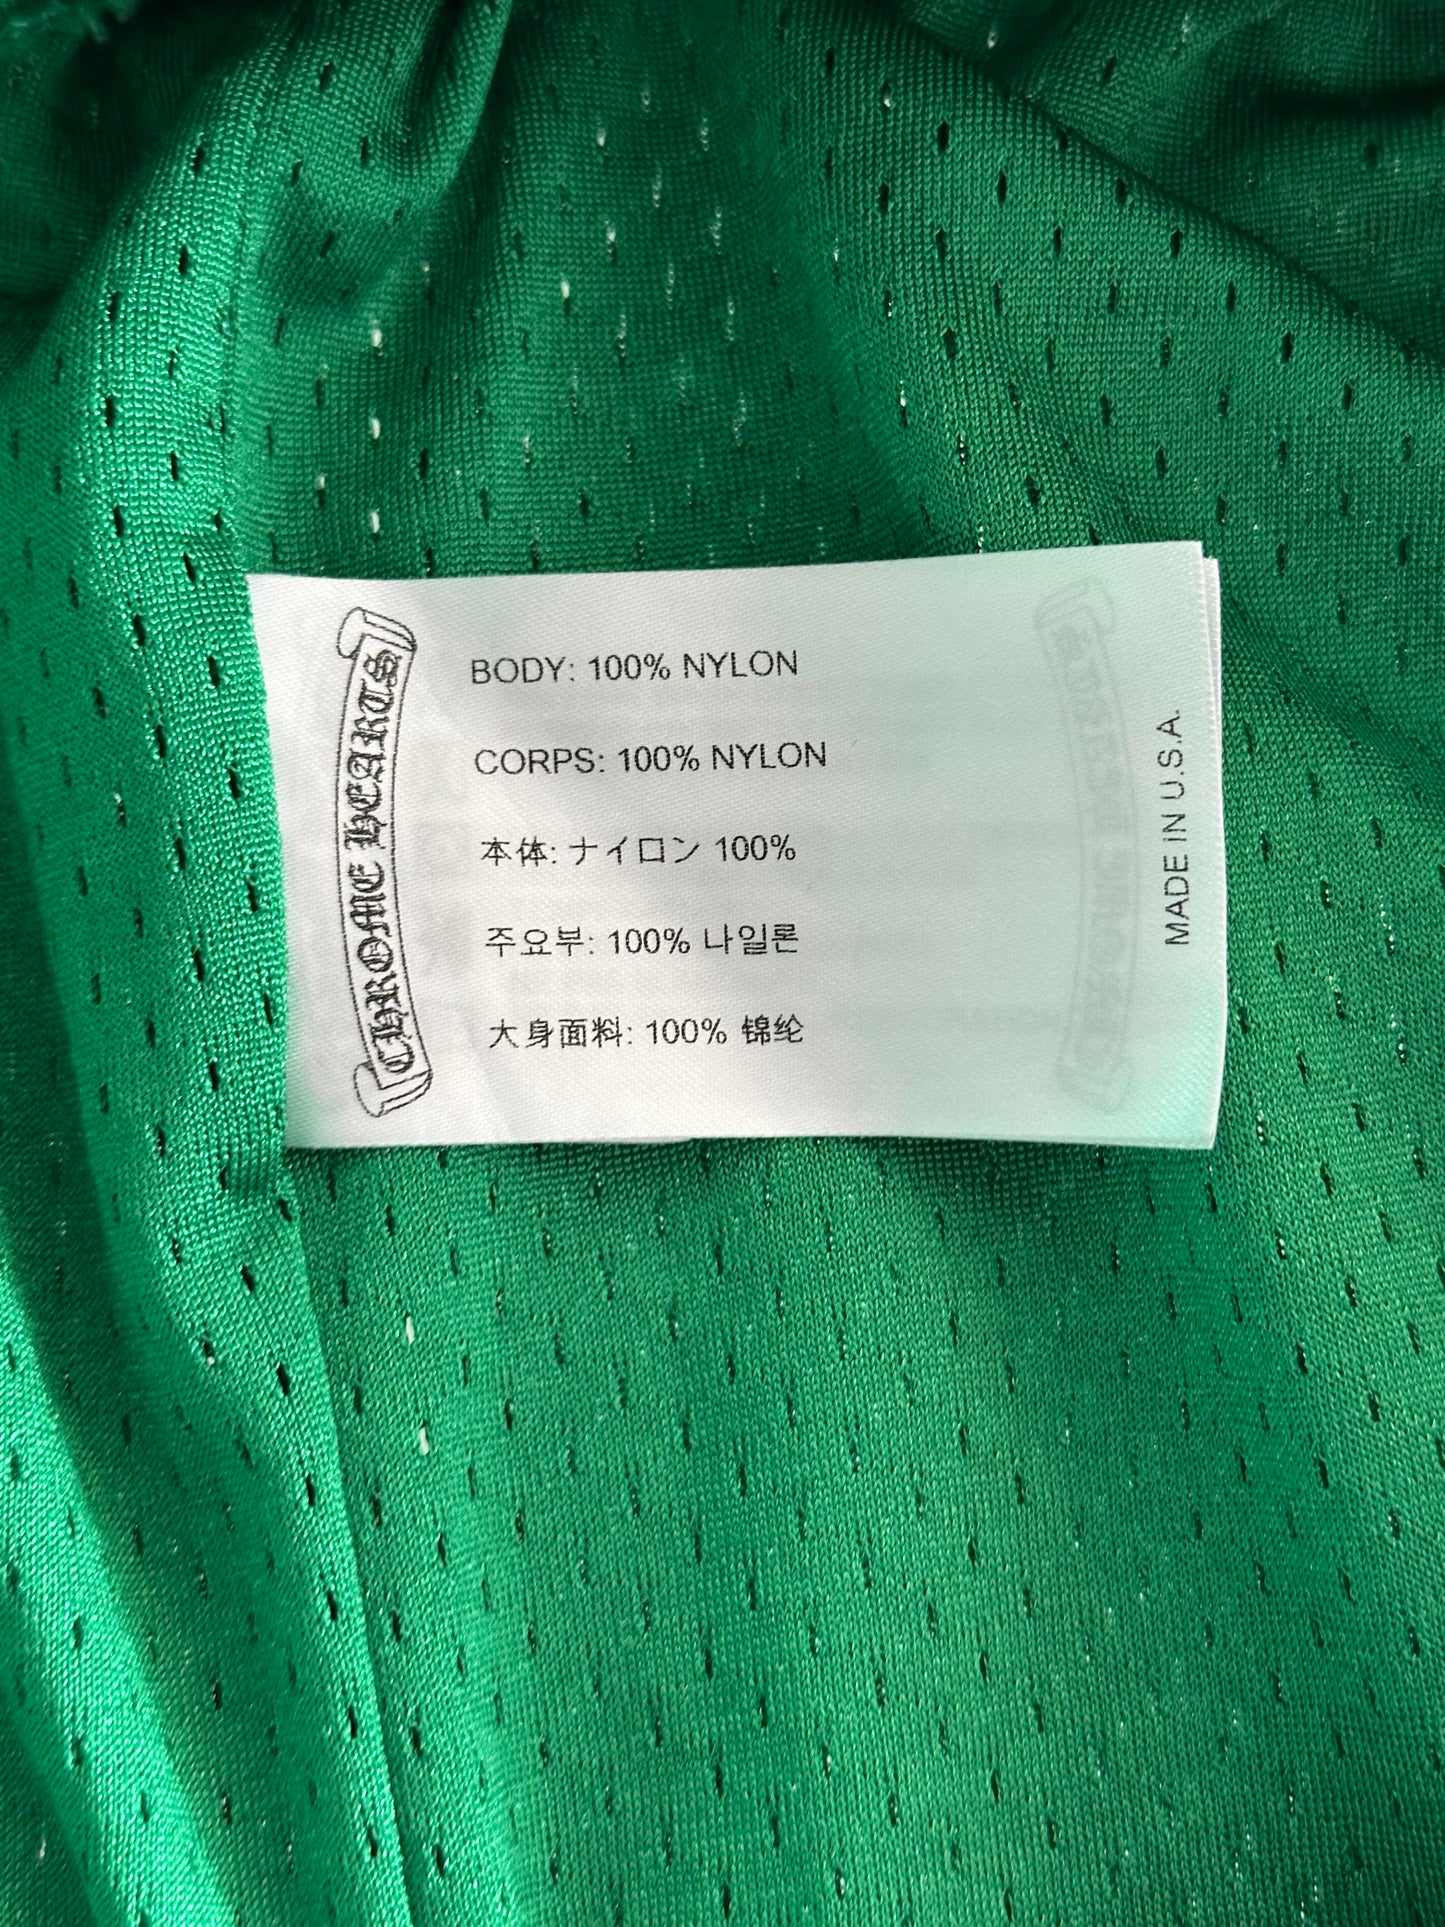 CHROME HEARTS
BODY: 100% NYLON
CORPS: 100% NYLON
本体: ナイロン 100%
주요부: 100% 나일론
大身面料: 100% 锦纶
MADE IN U.S.A.